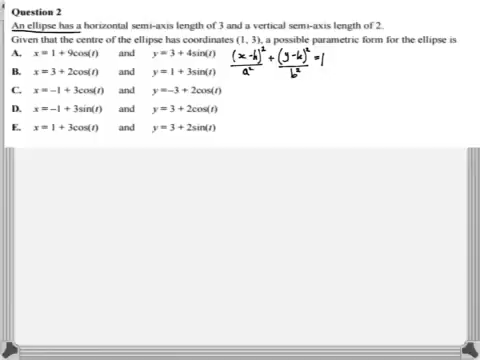 Question 2
An ellipse has a horizontal semi-axis length of 3 and a vertical semi-axis length of 2.
Given that the centre of the ellipse has coordinates (1, 3), a possible parametric form for the ellipse is
A. x = 1 + 9cos(t) and y = 3 + 4sin(t) (x-h)²/a² + (y-k)²/b² = 1
B. x = 3 + 2cos(t) and y = 1 + 3sin(t)
C. x = −1 + 3cos(t) and y = −3 + 2cos(t)
D. x = −1 + 3sin(t) and y = 3 + 2cos(t)
E. x = 1 + 3cos(t) and y = 3 + 2sin(t)